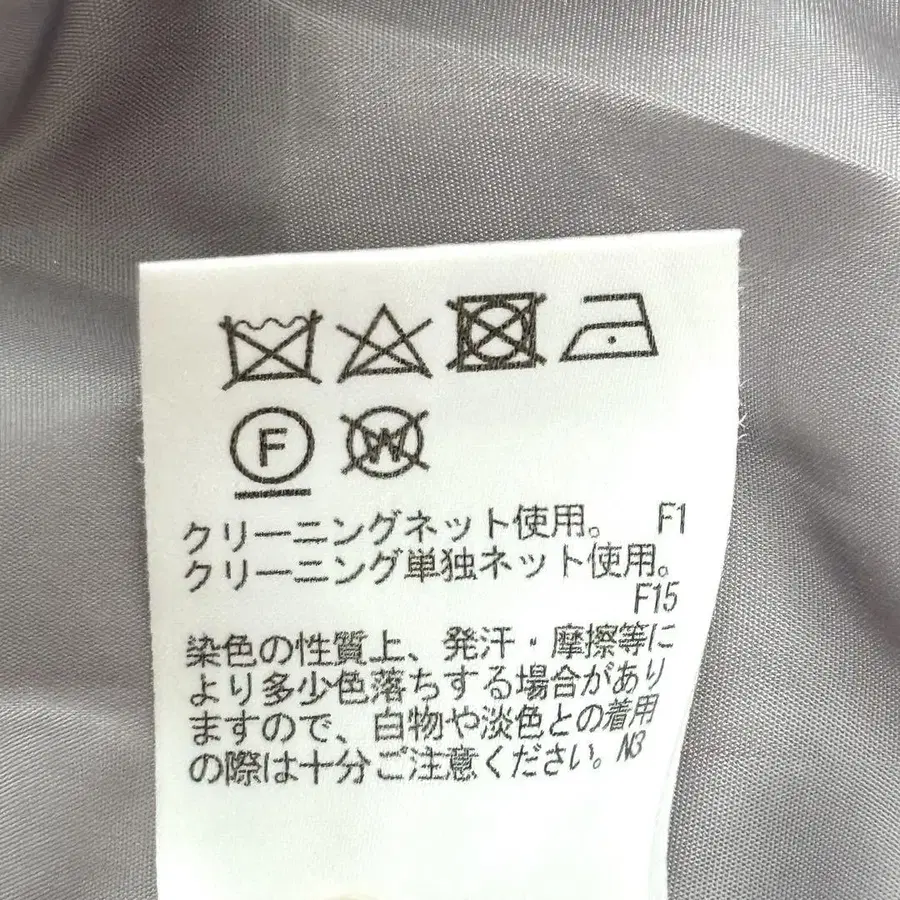 F W
クリーニングネット使用。 F1
クリーニング単独ネット使用。
F15
染色の性質上、発汗・摩擦等に
より多少色落ちする場合があり
ますので、白物や淡色との着用
の際は十分ご注意ください。N3